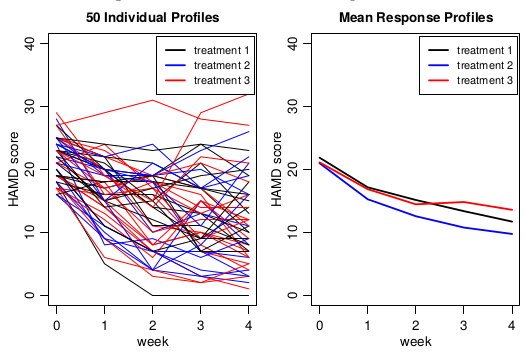 50 Individual Profiles
HAMD score
40
30
20
10
0
treatment 1
treatment 2
treatment 3
0 1 2 3 4
week
Mean Response Profiles
HAMD score
40
30
20
10
0
treatment 1
treatment 2
treatment 3
0 1 2 3 4
week